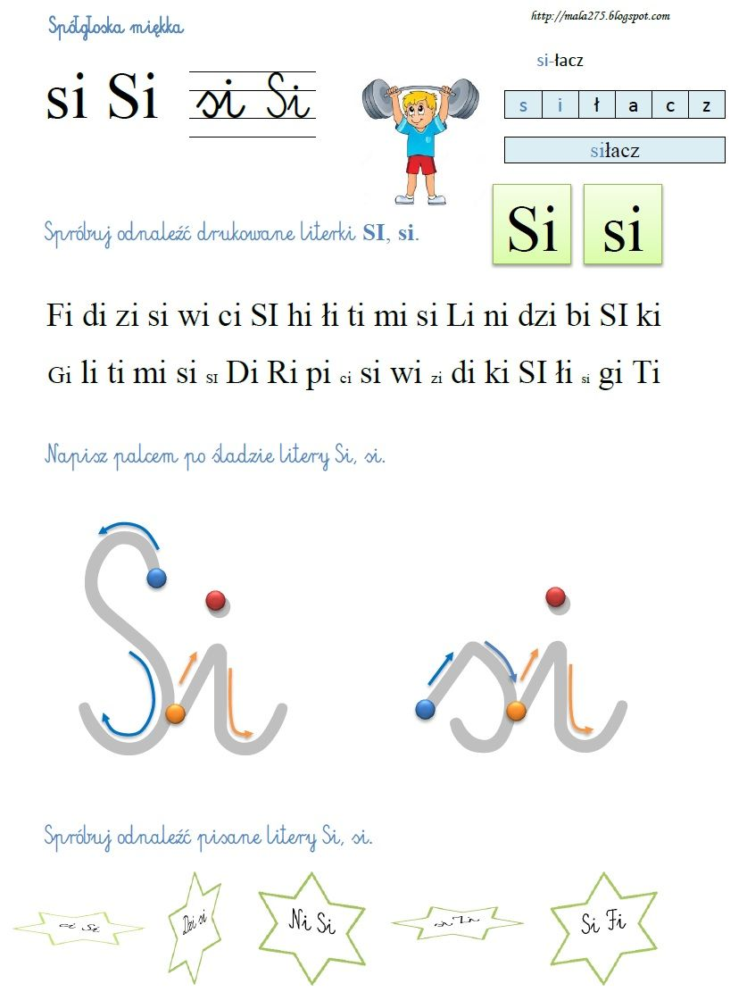 Spółgłoska miękka
http://mala275.blogspot.com
si Si si Si
si-łacz
s i ł a c z
siłacz
Si si
Spróbuj odnaleźć drukowane literki SI, si.
Fi di zi si wi ci SI hi łi ti mi si Li ni dzi bi SI ki
Gi li ti mi si SI Di Ri pi ci si wi zi di ki SI łi si gi Ti
Napisz palcem po śladzie litery Si, si.
Si si
Spróbuj odnaleźć pisane litery Si, si.
ci Si
Dzi si
Ni Si
si
Si Fi